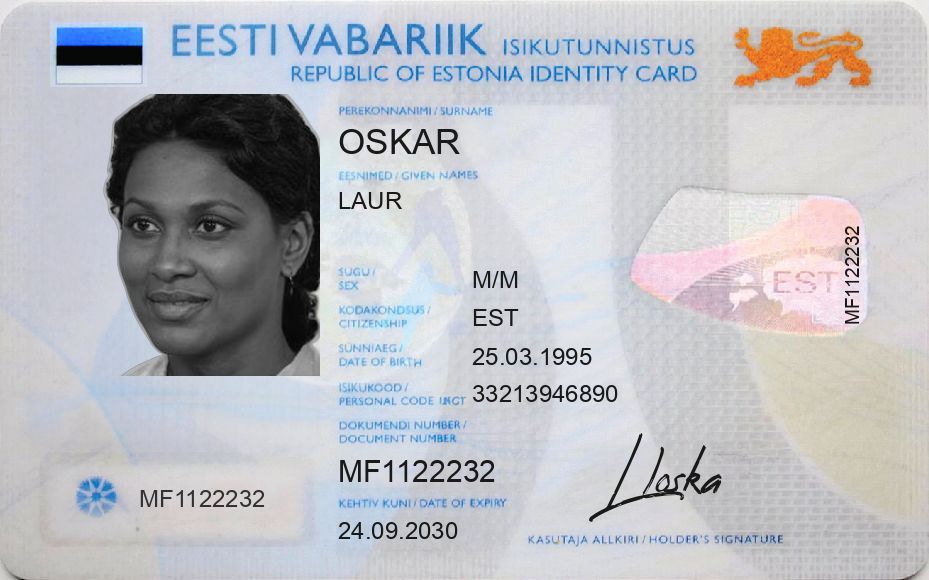 EESTI VABARIIK ISIKUTUNNISTUS
REPUBLIC OF ESTONIA IDENTITY CARD
PEREKONNANIMI / SURNAME
OSKAR
EESNIMED / GIVEN NAMES
LAUR
SUGU / SEX
M/M
KODAKONDSUS / CITIZENSHIP
EST
SÜNNIAEG / DATE OF BIRTH
25.03.1995
ISIKUKOOD / PERSONAL CODE
33213946890
DOKUMENDI NUMBER / DOCUMENT NUMBER
MF1122232
KEHTIV KUNI / DATE OF EXPIRY
24.09.2030
MF1122232
EST
MF1122232
KASUTAJA ALLKIRI / HOLDER'S SIGNATURE